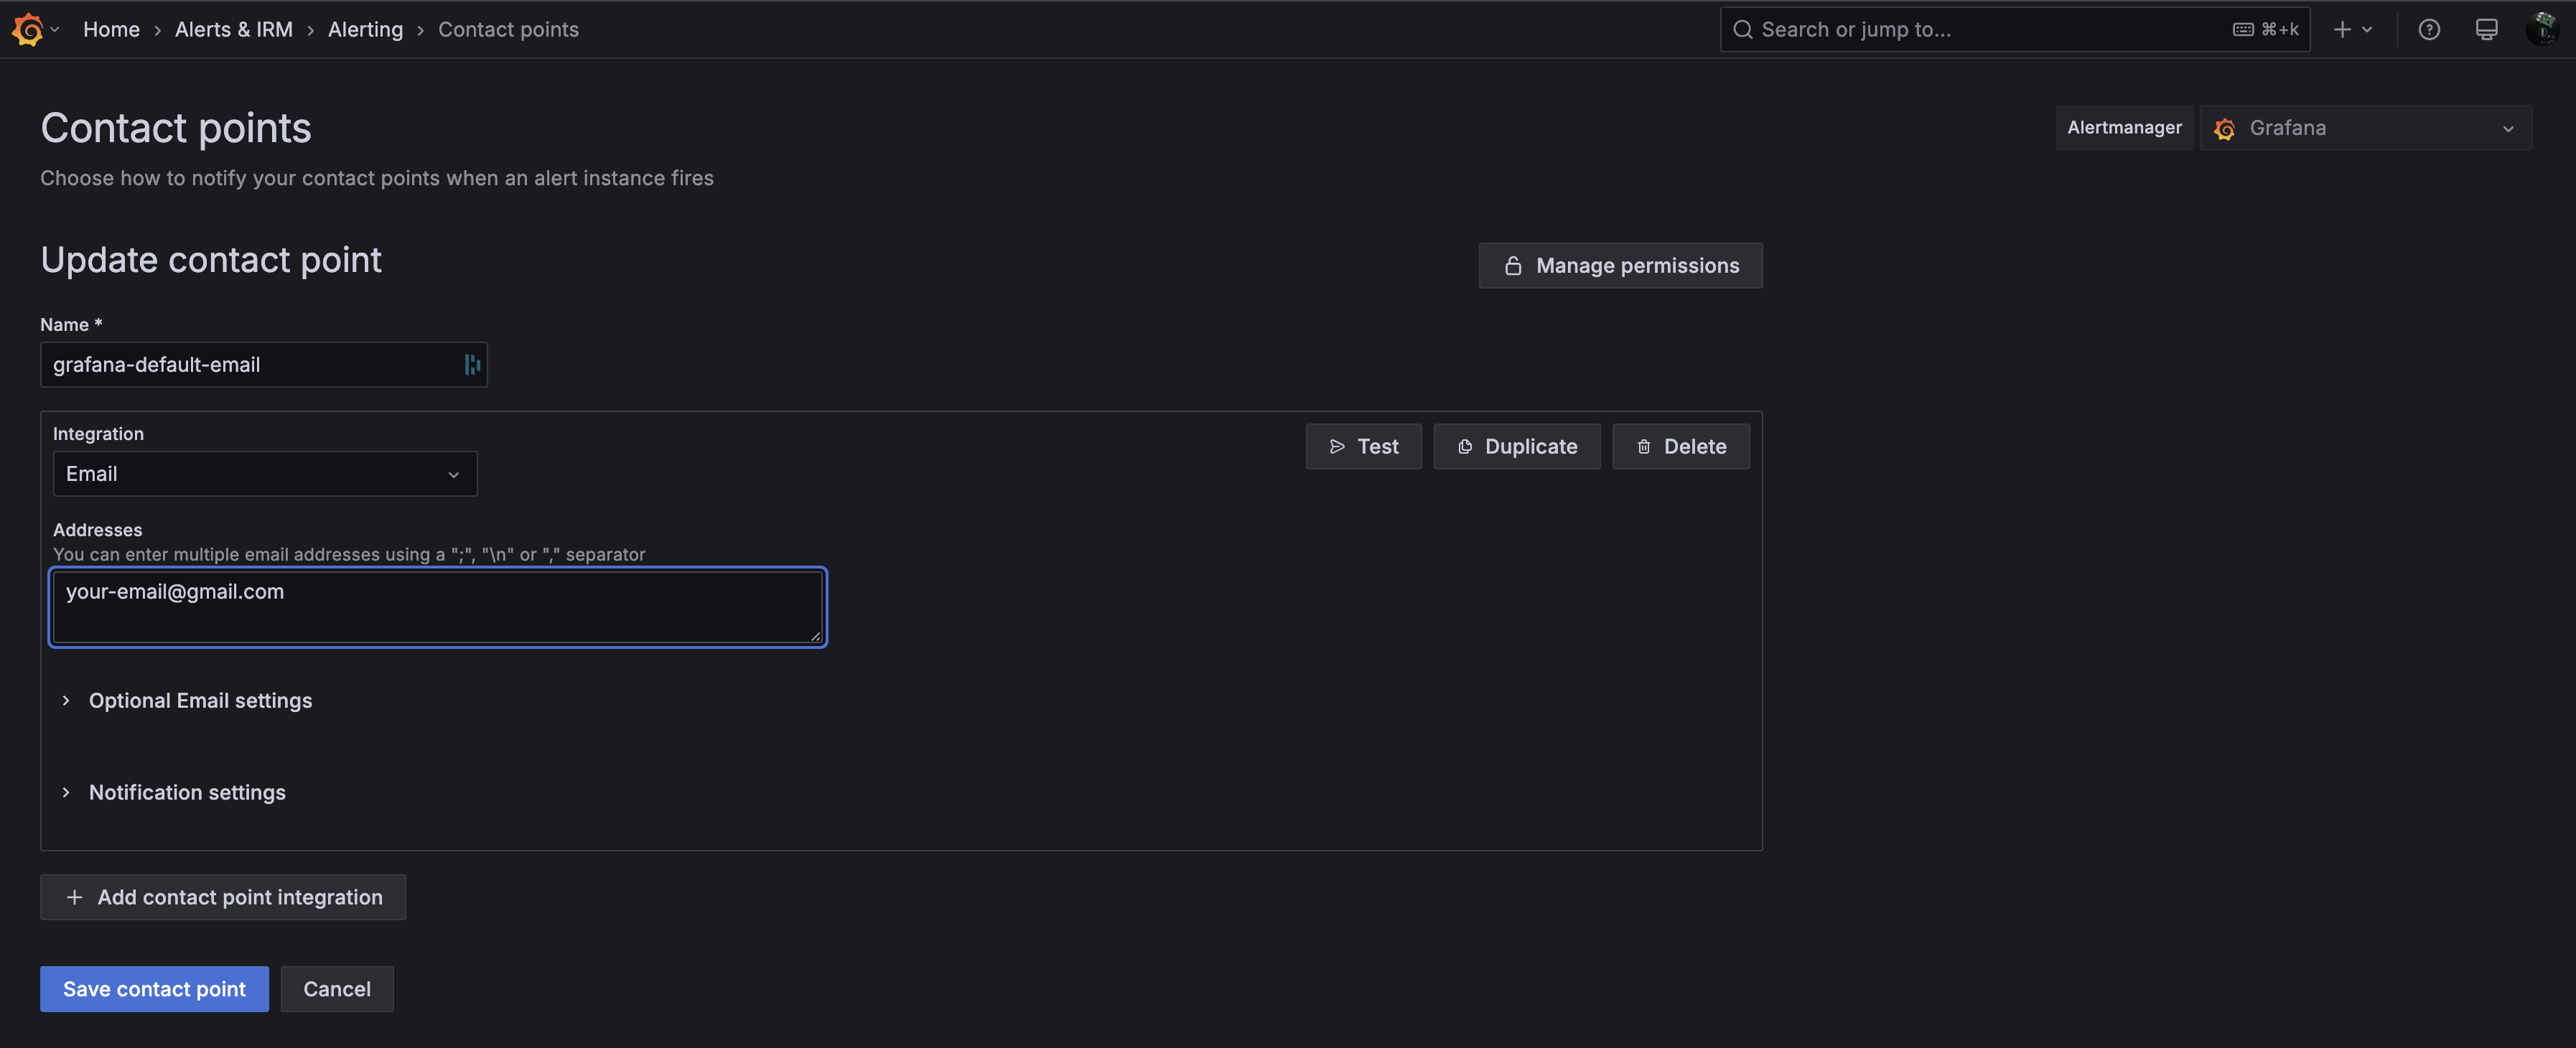 Home > Alerts & IRM > Alerting > Contact points
Search or jump to...
⌘+k
Contact points
Alertmanager
Grafana
Choose how to notify your contact points when an alert instance fires
Update contact point
Manage permissions
Name *
grafana-default-email
Integration
Test
Duplicate
Delete
Email
Addresses
You can enter multiple email addresses using a ";", "\n" or "," separator
your-email@gmail.com
Optional Email settings
Notification settings
Add contact point integration
Save contact point
Cancel